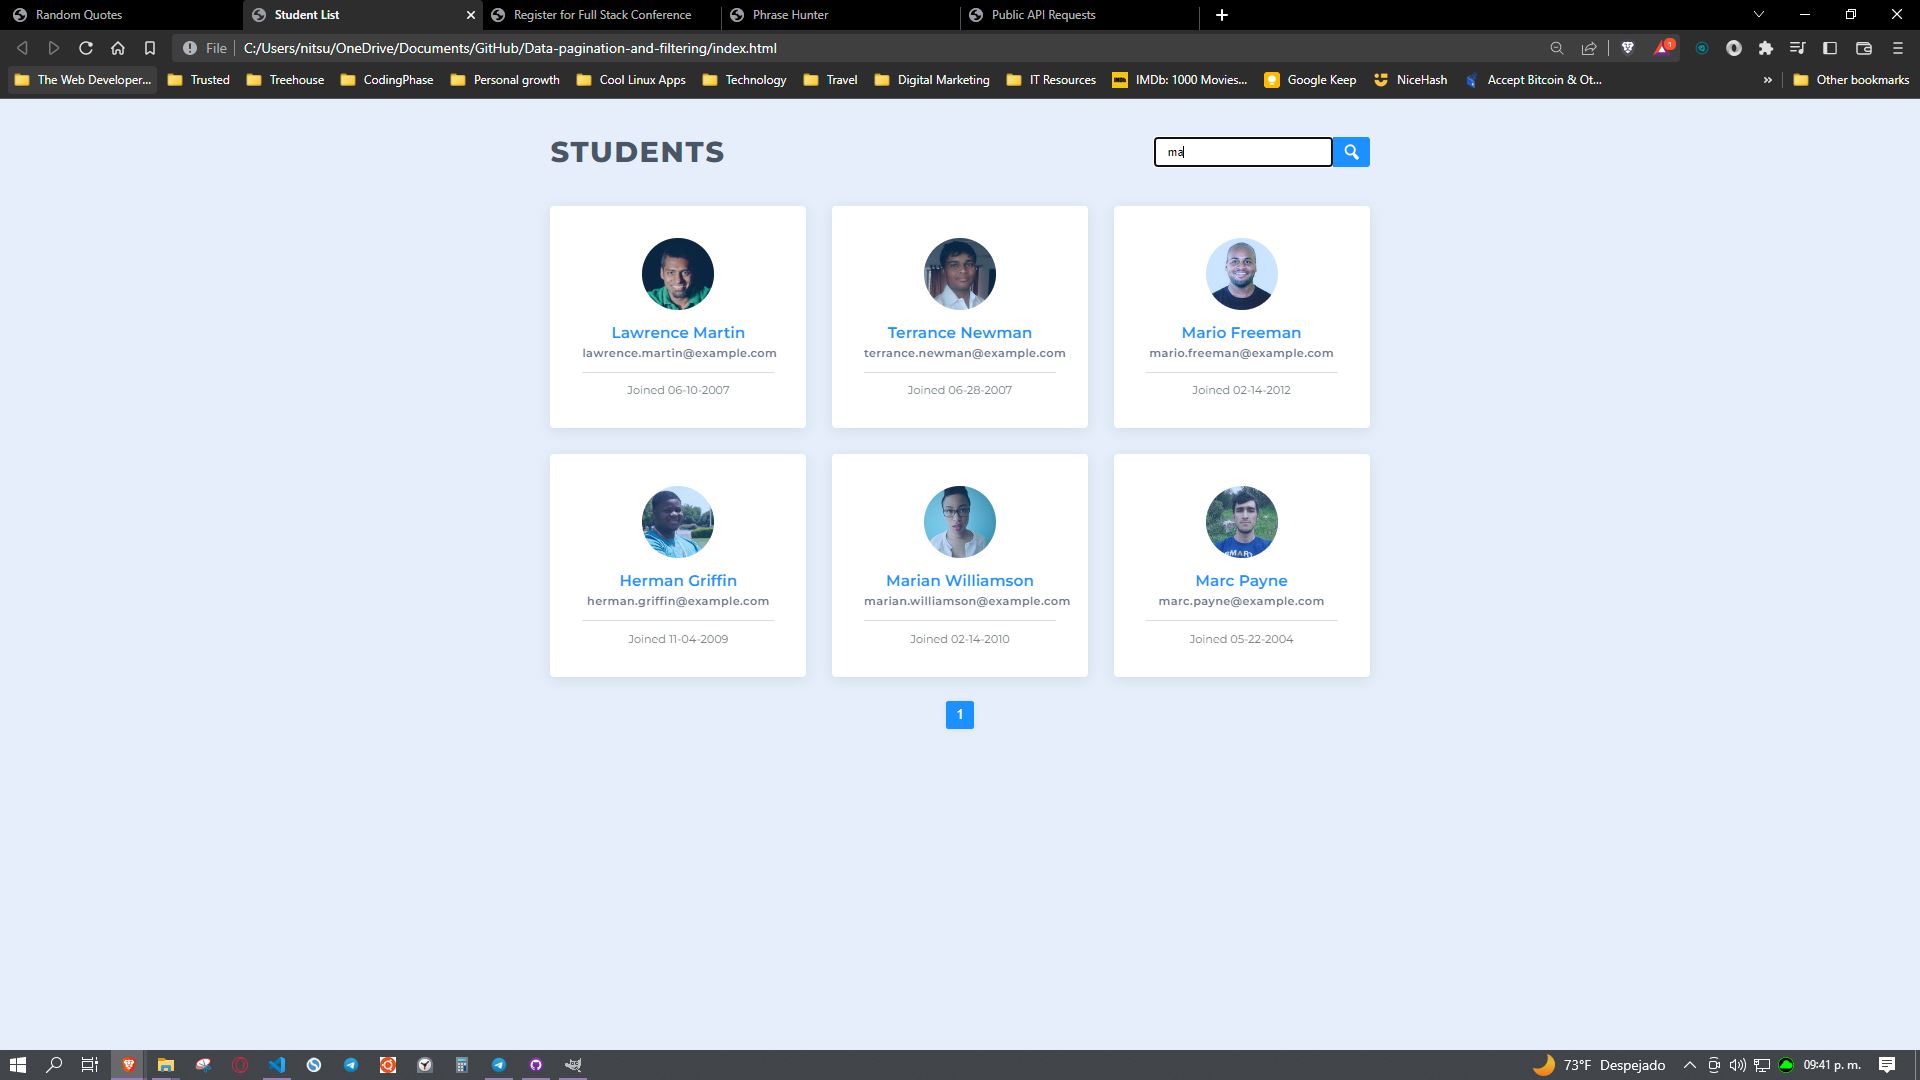 Random Quotes
Student List
Register for Full Stack Conference
Phrase Hunter
Public API Requests
File
C:/Users/nitsu/OneDrive/Documents/GitHub/Data-pagination-and-filtering/index.html
1
The Web Developer...
Trusted
Treehouse
CodingPhase
Personal growth
Cool Linux Apps
Technology
Travel
Digital Marketing
IT Resources
IMDb: 1000 Movies...
Google Keep
NiceHash
Accept Bitcoin & Ot...
»
Other bookmarks
STUDENTS
ma
Lawrence Martin
lawrence.martin@example.com
Joined 06-10-2007
Terrance Newman
terrance.newman@example.com
Joined 06-28-2007
Mario Freeman
mario.freeman@example.com
Joined 02-14-2012
Herman Griffin
herman.griffin@example.com
Joined 11-04-2009
Marian Williamson
marian.williamson@example.com
Joined 02-14-2010
Marc Payne
marc.payne@example.com
Joined 05-22-2004
1
73°F Despejado
09:41 p. m.